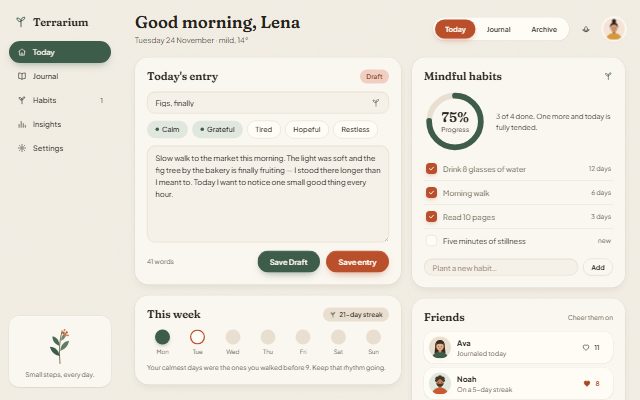 Terrarium
Today
Journal
Habits 1
Insights
Settings
Small steps, every day.
Good morning, Lena
Tuesday 24 November · mild, 14°
Today Journal Archive
Today's entry
Draft
Figs, finally
Calm Grateful Tired Hopeful Restless
Slow walk to the market this morning. The light was soft and the
fig tree by the bakery is finally fruiting — I stood there longer than
I meant to. Today I want to notice one small good thing every
hour.
41 words
Save Draft
Save entry
This week
21-day streak
Mon Tue Wed Thu Fri Sat Sun
Your calmest days were the ones you walked before 9. Keep that rhythm going.
Mindful habits
75%
Progress
3 of 4 done. One more and today is
fully tended.
Drink 8 glasses of water 12 days
Morning walk 6 days
Read 10 pages 3 days
Five minutes of stillness new
Plant a new habit...
Add
Friends
Cheer them on
Ava
Journaled today
11
Noah
On a 5-day streak
8